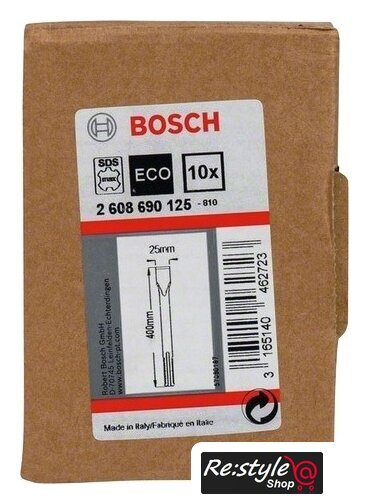 BOSCH
SDS
max
ECO
10x
2 608 690 125 - 810
25mm
400mm
3 165140 462723
Robert Bosch GmbH
D-70745 Leinfelden-Echterdingen
www.bosch-pt.com
Made in Italy/Fabriqué en Italie
Re:style
Shop